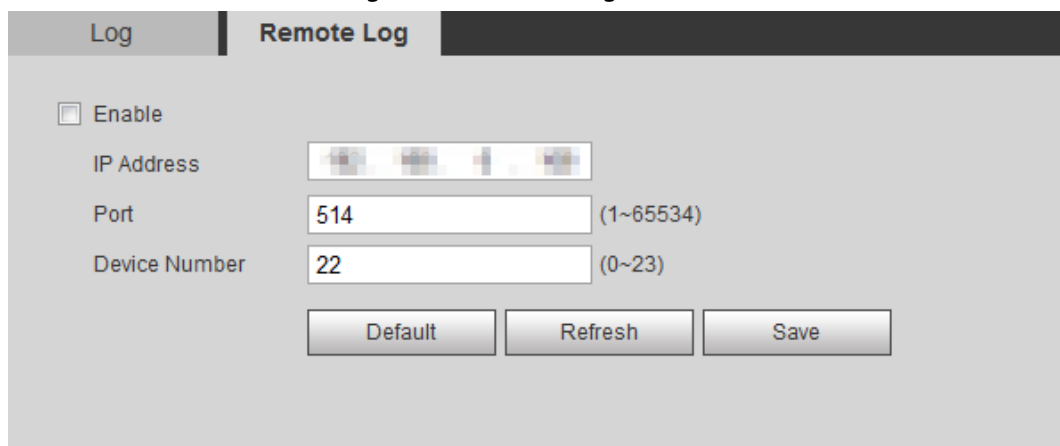 Log Remote Log
Enable
IP Address
Port 514 (1~65534)
Device Number 22 (0~23)
Default Refresh Save